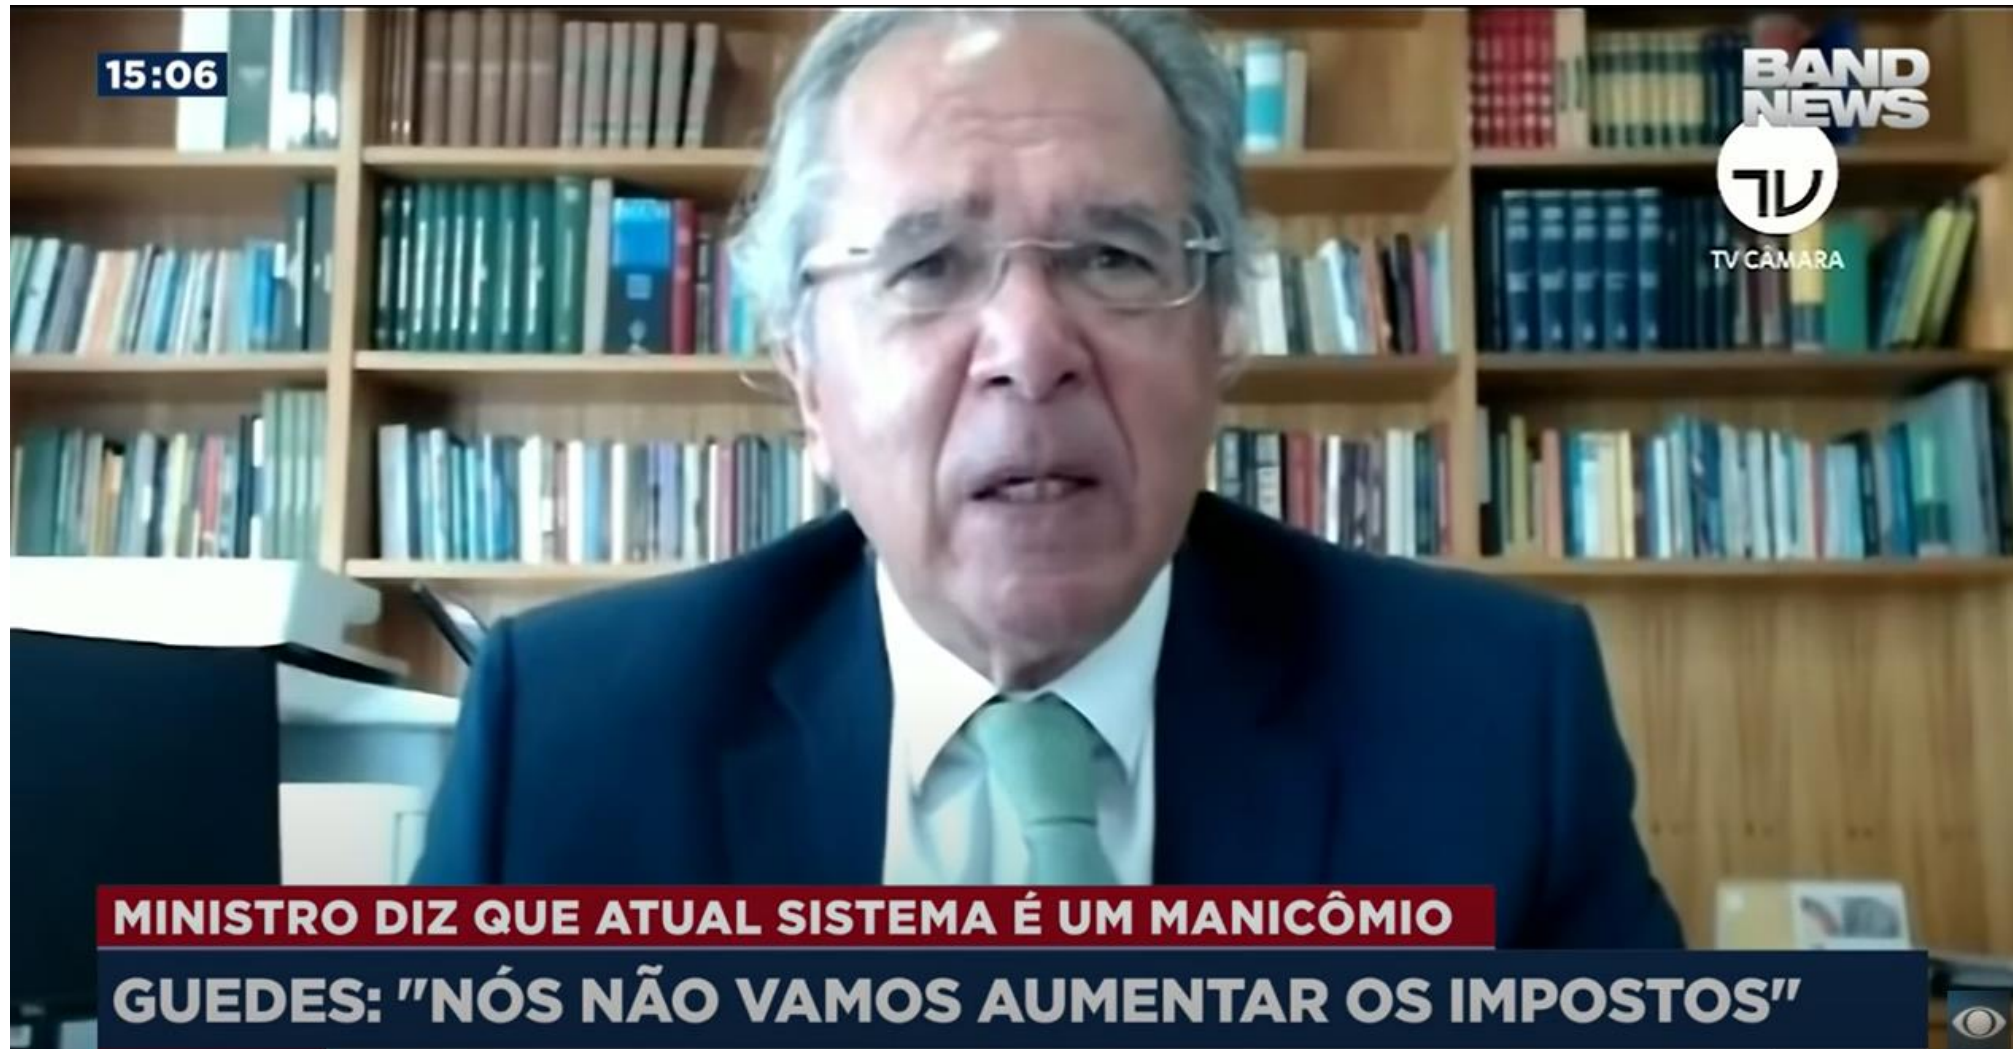 15:06
BAND
NEWS
TV
TV CÂMARA
MINISTRO DIZ QUE ATUAL SISTEMA É UM MANICÔMIO
GUEDES: "NÓS NÃO VAMOS AUMENTAR OS IMPOSTOS"